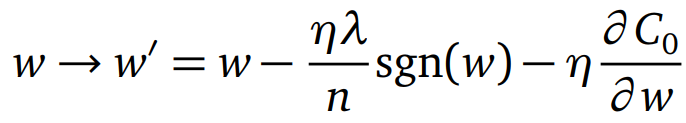 w → w′ = w − ηλ/n sgn(w) − η ∂C₀/∂w